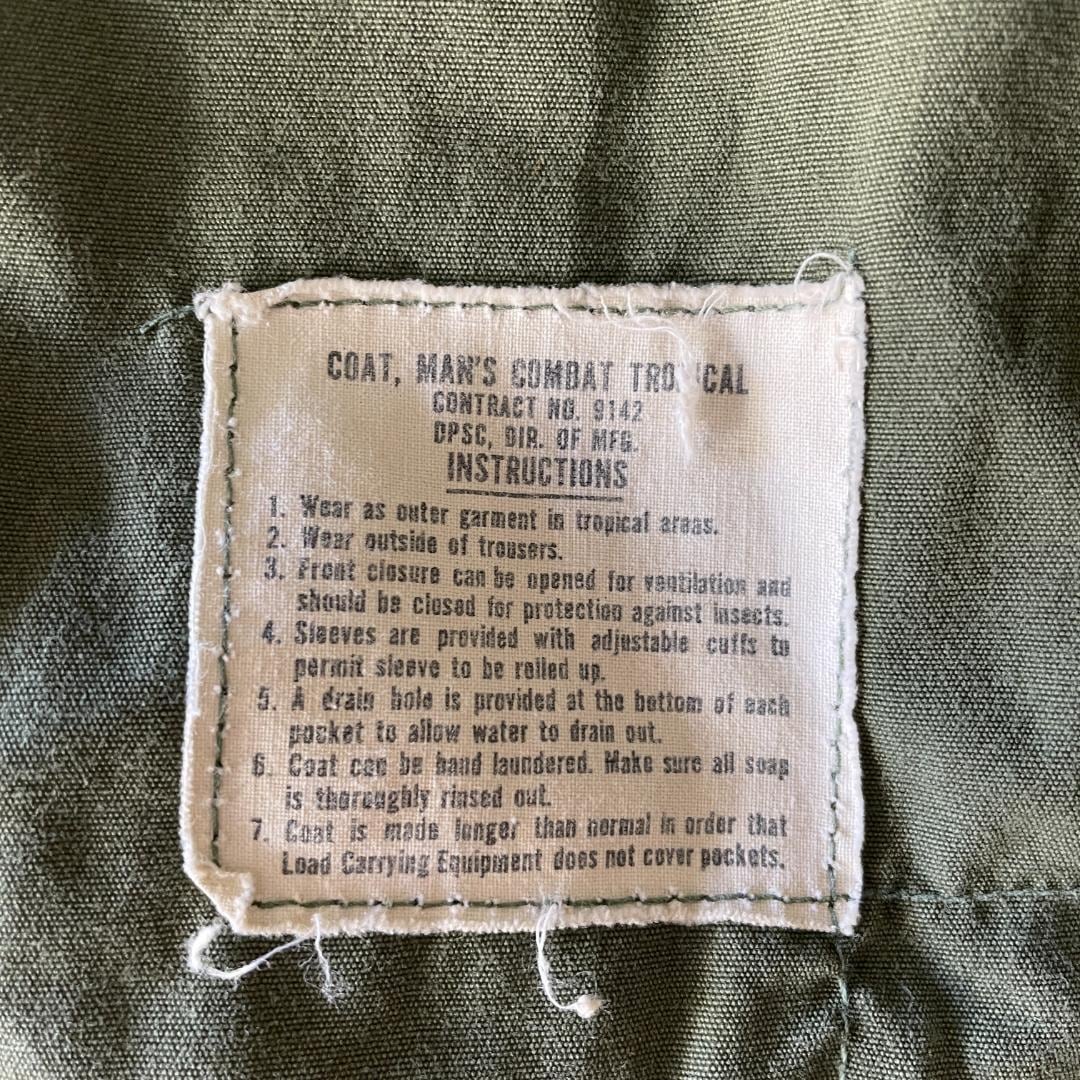 COAT, MAN'S COMBAT TROPICAL
CONTRACT NO. 9142
DPSC, DIR. OF MFG.
INSTRUCTIONS
1. Wear as outer garment in tropical areas.
2. Wear outside of trousers.
3. Front closure can be opened for ventilation and
should be closed for protection against insects.
4. Sleeves are provided with adjustable cuffs to
permit sleeve to be rolled up.
5. A drain hole is provided at the bottom of each
pocket to allow water to drain out.
6. Coat can be hand laundered. Make sure all soap
is thoroughly rinsed out.
7. Coat is made longer than normal in order that
Load Carrying Equipment does not cover pockets.